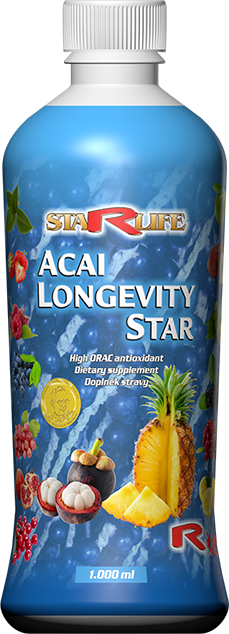 STARLIFE
ACAI
LONGEVITY
STAR
High ORAC antioxidant
Dietary supplement
Doplněk stravy
R
1.000 ml